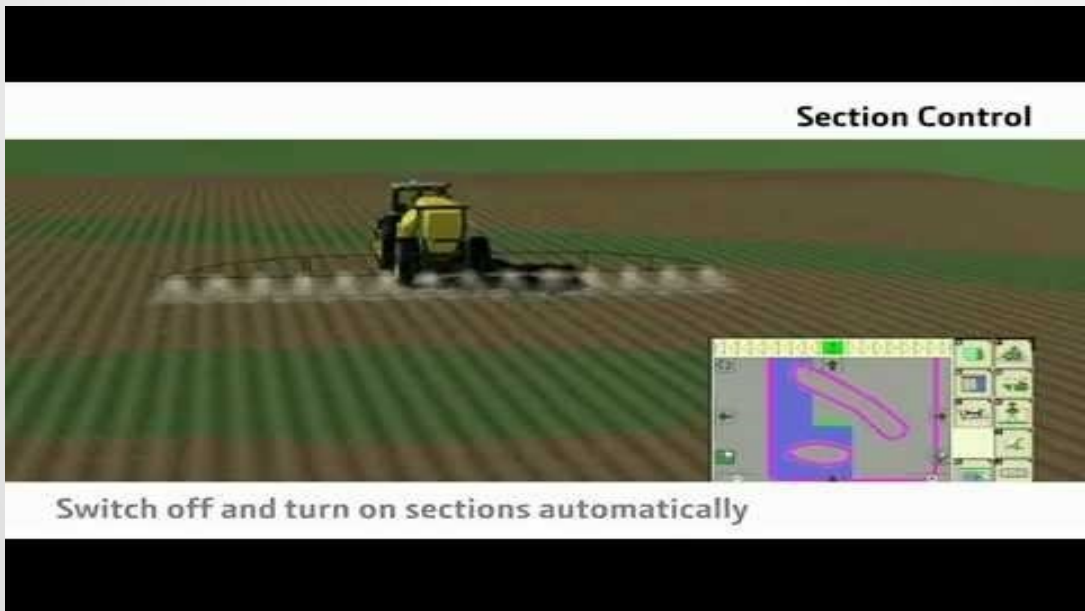 Section Control
Switch off and turn on sections automatically